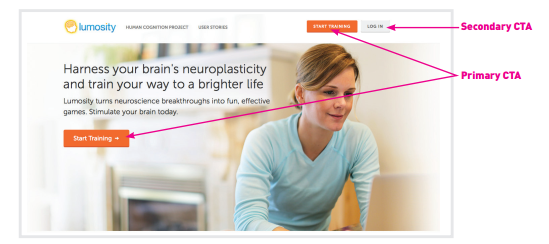 lumosity HUMAN COGNITION PROJECT USER STORIES START TRAINING LOG IN
Secondary CTA
Primary CTA
Harness your brain's neuroplasticity
and train your way to a brighter life
Lumosity turns neuroscience breakthroughs into fun, effective
games. Stimulate your brain today.
Start Training →